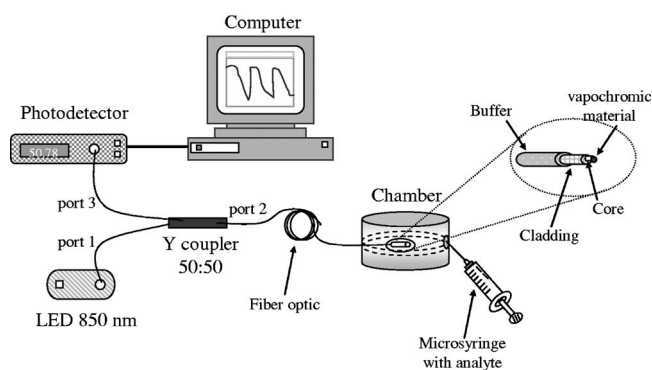 Computer
Photodetector
50.78
port 3
port 2
port 1
Y coupler
50:50
LED 850 nm
Fiber optic
Chamber
Buffer
vapochromic
material
Core
Cladding
Microsyringe
with analyte